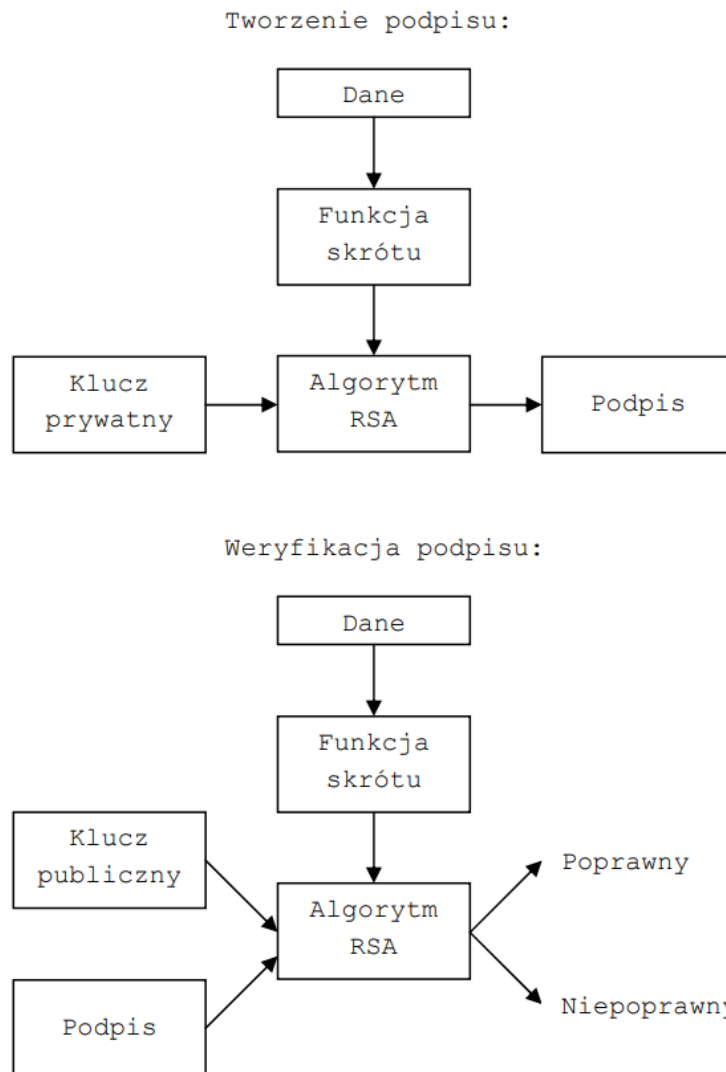 Tworzenie podpisu:
Dane
Funkcja
skrótu
Klucz
prywatny
Algorytm
RSA
Podpis
Weryfikacja podpisu:
Dane
Funkcja
skrótu
Klucz
publiczny
Algorytm
RSA
Poprawny
Podpis
Niepoprawny